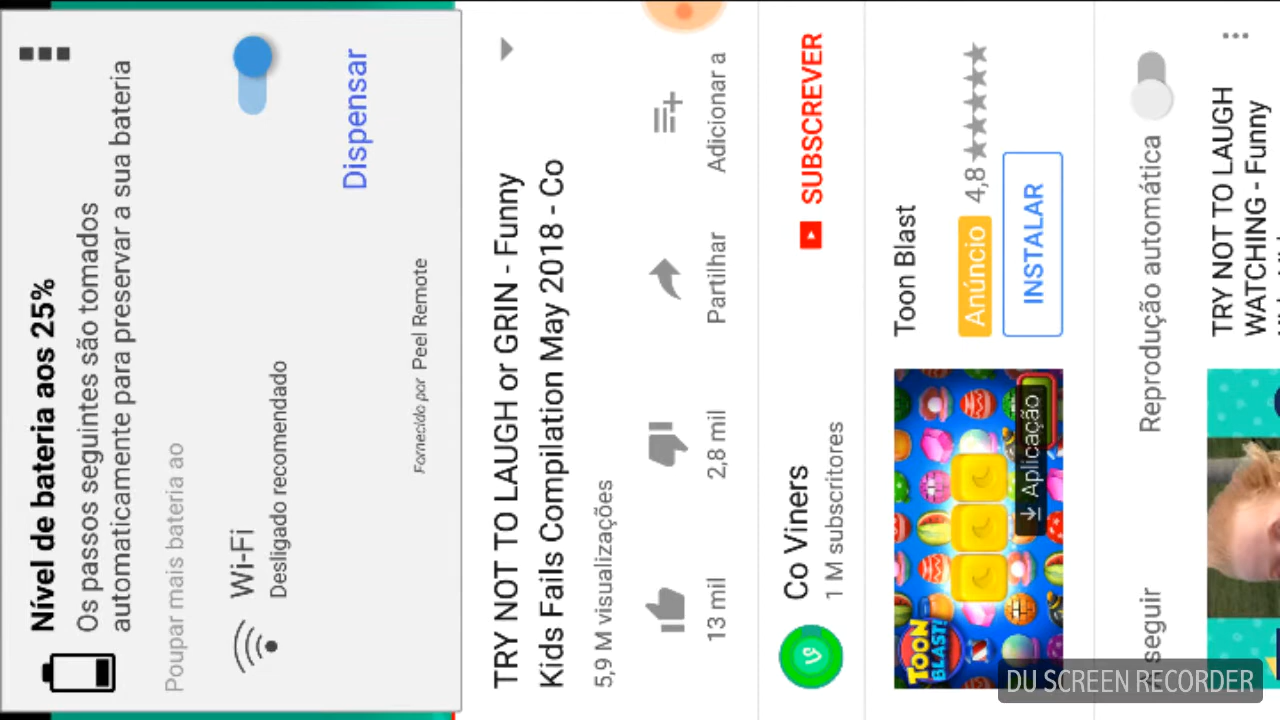 Nível de bateria aos 25%
Os passos seguintes são tomados
automaticamente para preservar a sua bateria
Poupar mais bateria ao
Wi-Fi
Desligado recomendado
Dispensar
Fornecido por Peel Remote
TRY NOT TO LAUGH or GRIN - Funny
Kids Fails Compilation May 2018 - Co
5,9 M visualizações
13 mil
2,8 mil
Partilhar
Adicionar a
Co Viners
1 M subscritores
SUBSCREVER
TOON
BLAST!
Aplicação
Toon Blast
Anúncio 4,8 ★★★★★
INSTALAR
A seguir
Reprodução automática
TRY NOT TO LAUGH
WATCHING - Funny
DU SCREEN RECORDER